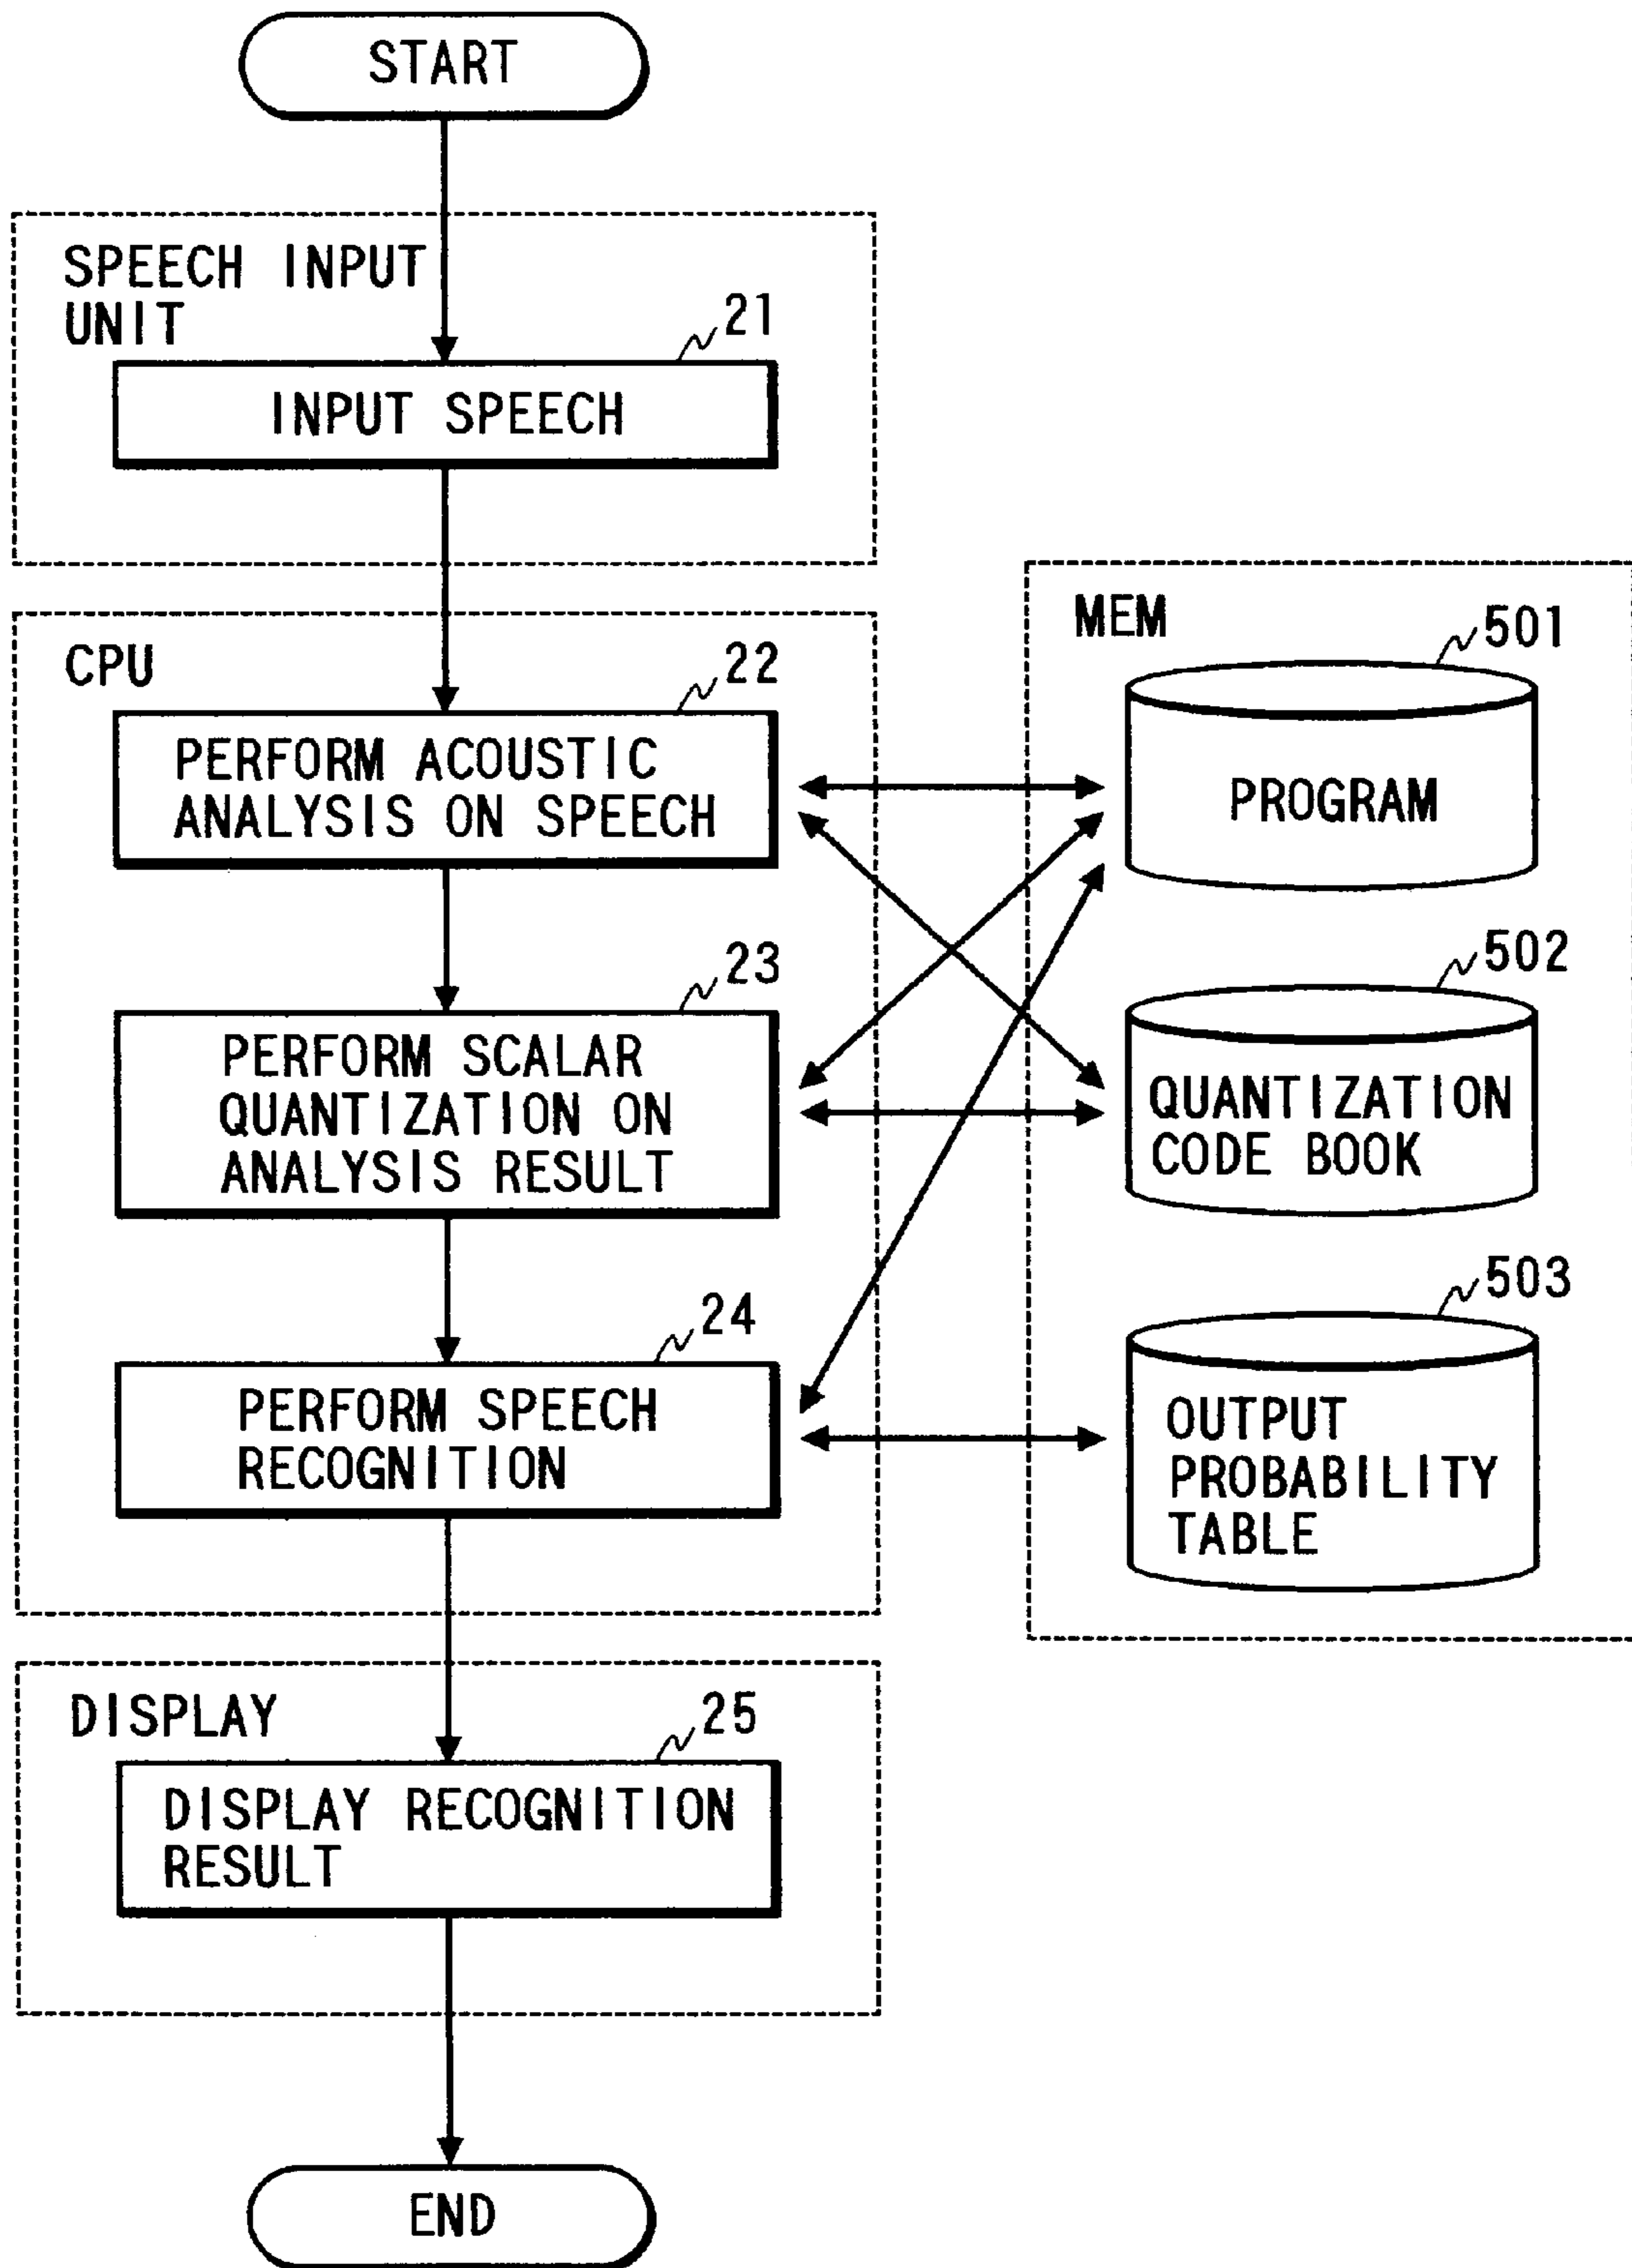 START
SPEECH INPUT
UNIT
21
INPUT SPEECH
CPU
22
PERFORM ACOUSTIC
ANALYSIS ON SPEECH
23
PERFORM SCALAR
QUANTIZATION ON
ANALYSIS RESULT
24
PERFORM SPEECH
RECOGNITION
MEM
501
PROGRAM
502
QUANTIZATION
CODE BOOK
503
OUTPUT
PROBABILITY
TABLE
DISPLAY
25
DISPLAY RECOGNITION
RESULT
END